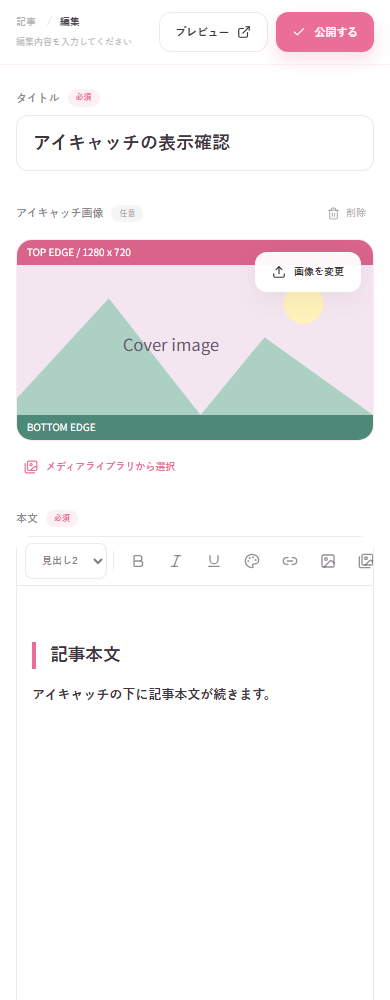 記事 / 編集
編集内容を入力してください
プレビュー
公開する
タイトル 必須
アイキャッチの表示確認
アイキャッチ画像 任意 削除
TOP EDGE / 1280 x 720
画像を変更
Cover image
BOTTOM EDGE
メディアライブラリから選択
本文 必須
見出し2 B I U
記事本文
アイキャッチの下に記事本文が続きます。